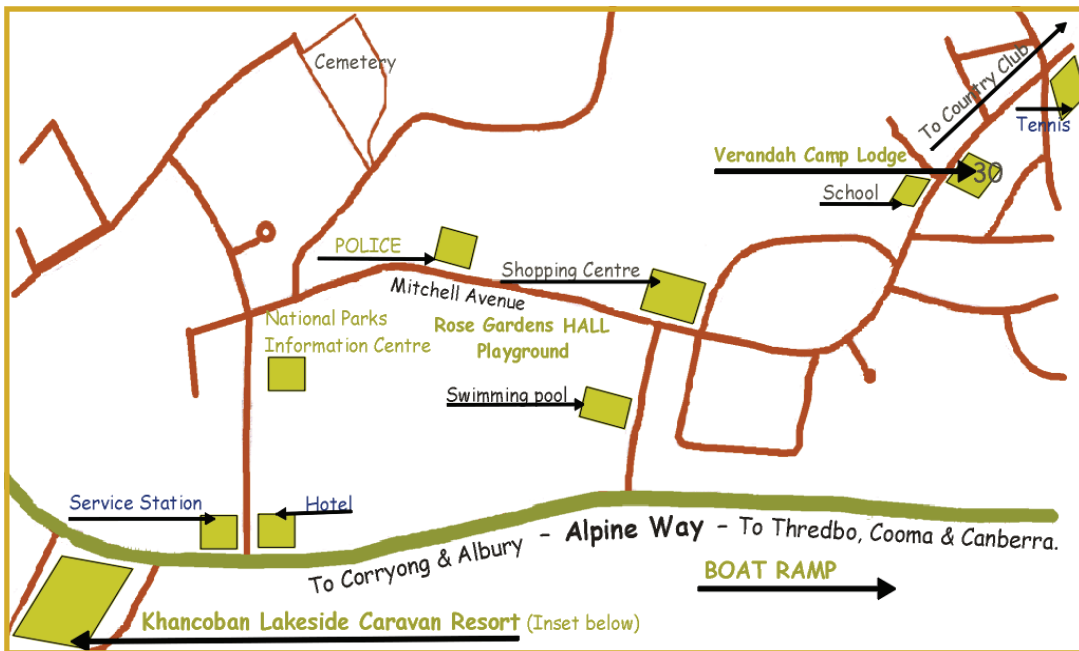 Cemetery
To Country Club
Tennis
Verandah Camp Lodge
30
School
POLICE
Shopping Centre
Mitchell Avenue
National Parks
Information Centre
Rose Gardens HALL
Playground
Swimming pool
Service Station
Hotel
To Corryong & Albury - Alpine Way - To Thredbo, Cooma & Canberra.
BOAT RAMP
Khancoban Lakeside Caravan Resort (Inset below)